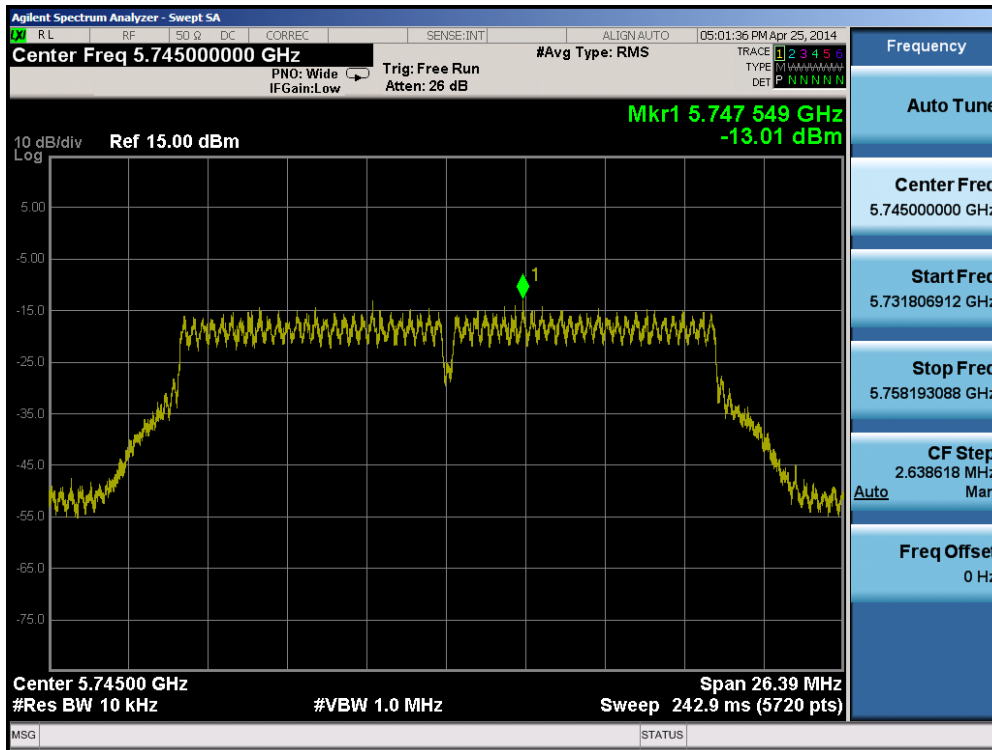 Agilent Spectrum Analyzer - Swept SA
LXI RL RF 50 Ω DC CORREC SENSE:INT ALIGN AUTO 05:01:36 PM Apr 25, 2014
Center Freq 5.745000000 GHz
PNO: Wide
IFGain:Low
Trig: Free Run
Atten: 26 dB
#Avg Type: RMS
TRACE 1 2 3 4 5 6
TYPE M WWWWW
DET P N N N N N
Mkr1 5.747 549 GHz
-13.01 dBm
10 dB/div Ref 15.00 dBm
Log
5.00
-5.00
1
-15.0
-25.0
-35.0
-45.0
-55.0
-65.0
-75.0
Center 5.74500 GHz
Span 26.39 MHz
#Res BW 10 kHz
#VBW 1.0 MHz
Sweep 242.9 ms (5720 pts)
MSG
STATUS
Frequency
Auto Tune
Center Freq
5.745000000 GHz
Start Freq
5.731806912 GHz
Stop Freq
5.758193088 GHz
CF Step
2.638618 MHz
Auto Man
Freq Offset
0 Hz